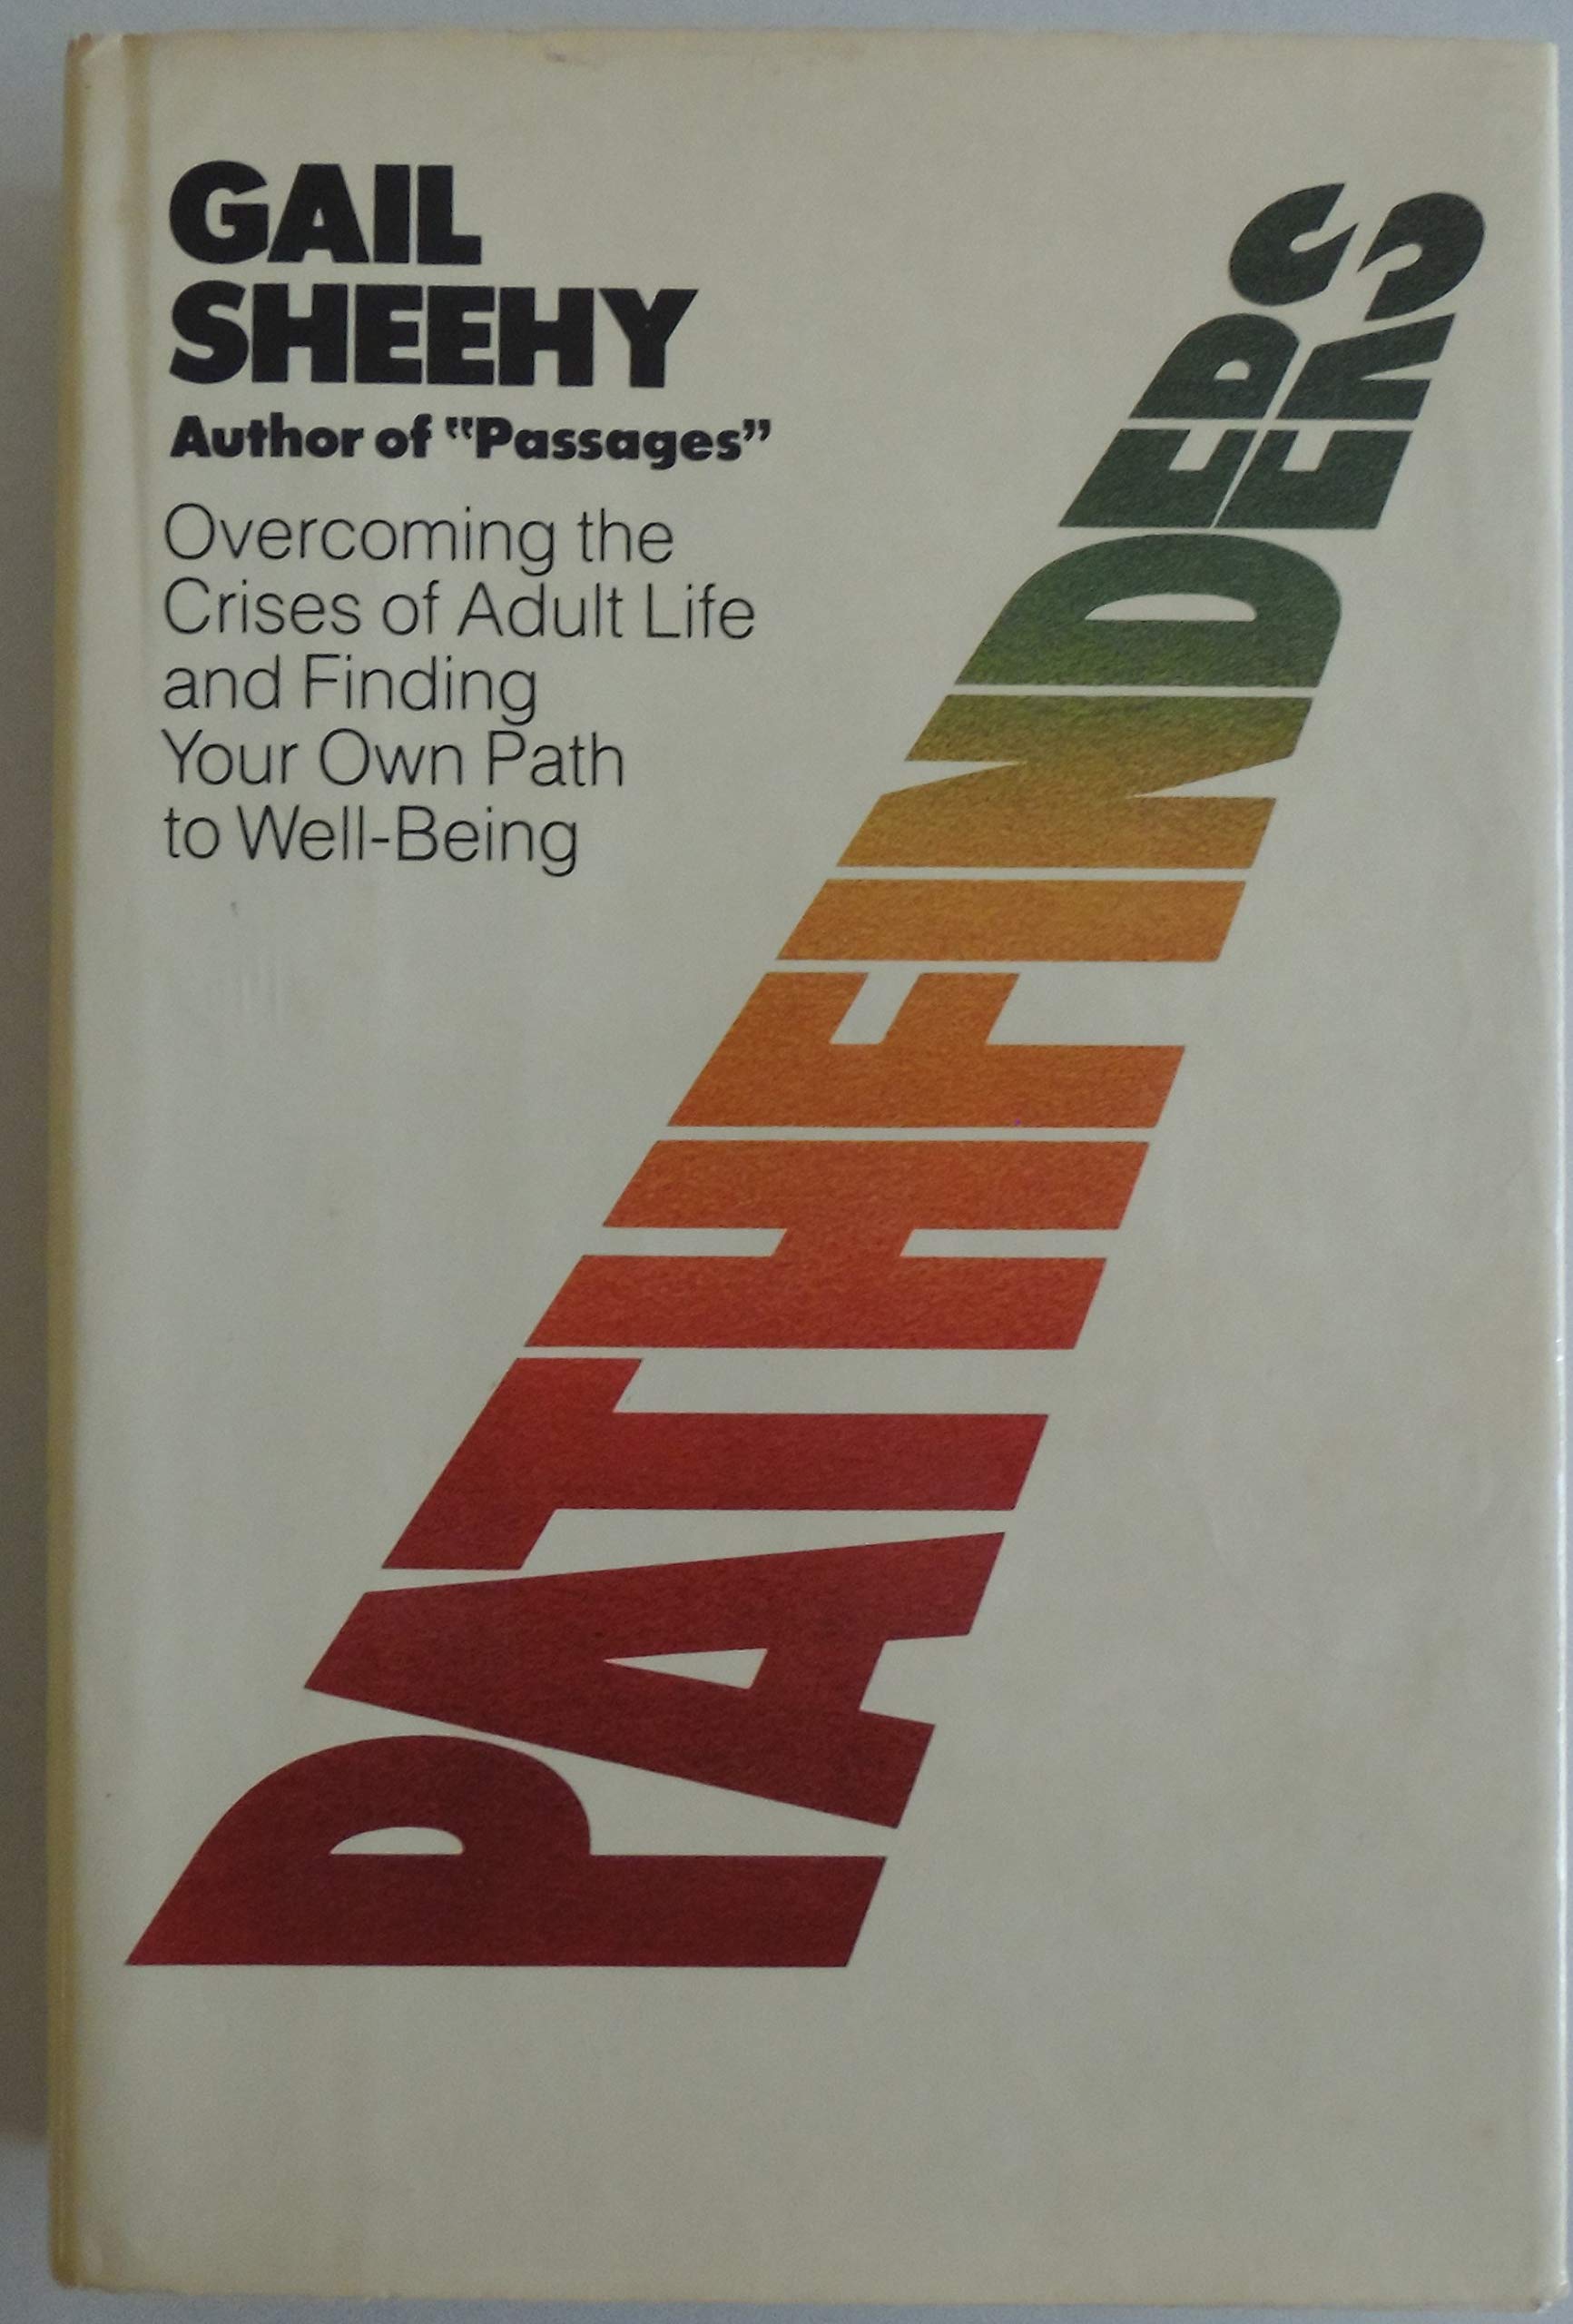 GAIL
SHEEHY
Author of "Passages"
Overcoming the
Crises of Adult Life
and Finding
Your Own Path
to Well-Being
PATHFINDERS